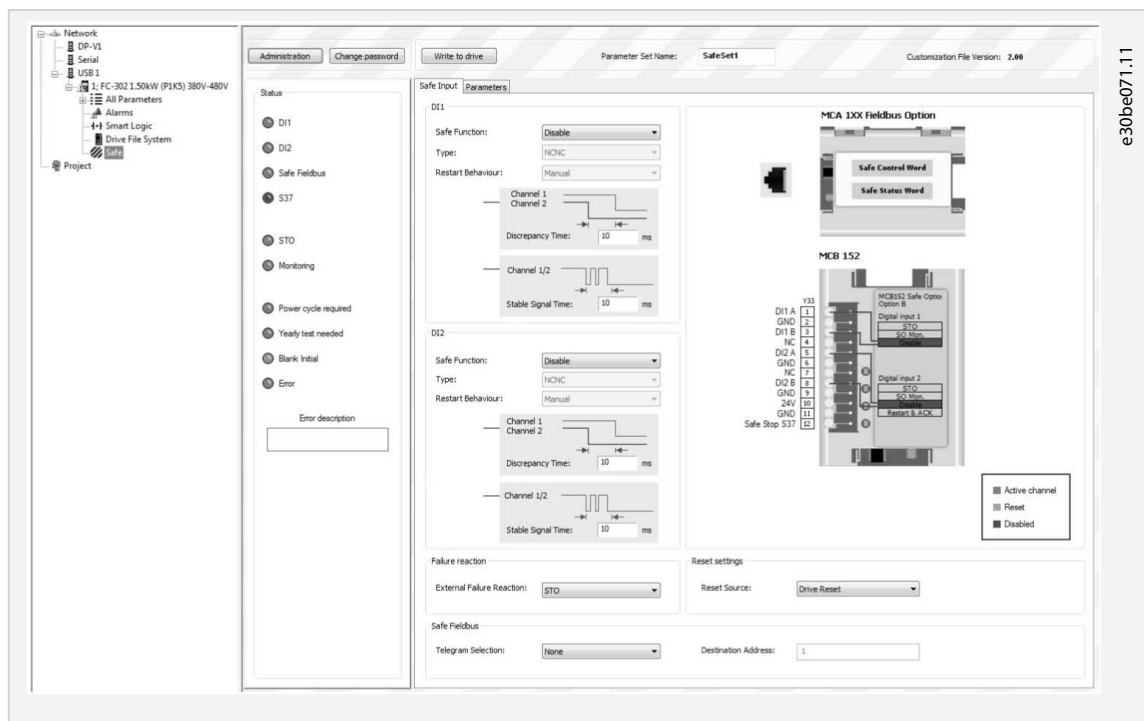 Network
DP-V1
Serial
USB 1
1; FC-302 1.50kW (P1K5) 380V-480V
All Parameters
Alarms
Smart Logic
Drive File System
Safe
Project
Administration
Change password
Write to drive
Parameter Set Name: SafeSet1
Customization File Version: 2.00
Status
DI1
DI2
Safe Fieldbus
S37
STO
Monitoring
Power cycle required
Yearly test needed
Blank Initial
Error
Error description
Safe Input
Parameters
DI1
Safe Function: Disable
Type: NCNC
Restart Behaviour: Manual
Channel 1
Channel 2
Discrepancy Time: 10 ms
Channel 1/2
Stable Signal Time: 10 ms
DI2
Safe Function: Disable
Type: NCNC
Restart Behaviour: Manual
Channel 1
Channel 2
Discrepancy Time: 10 ms
Channel 1/2
Stable Signal Time: 10 ms
MCA 1XX Fieldbus Option
Safe Control Word
Safe Status Word
MCB 152
Y33
DI1 A 1
GND 2
DI1 B 3
NC 4
DI2 A 5
GND 6
NC 7
DI2 B 8
GND 9
24V 10
GND 11
Safe Stop S37 12
MCB152 Safe Option
Option B
Digital input 1
STO
SO Mon.
Disable
Digital input 2
STO
SO Mon.
Disable
Restart & ACK
Active channel
Reset
Disabled
Failure reaction
External Failure Reaction: STO
Reset settings
Reset Source: Drive Reset
Safe Fieldbus
Telegram Selection: None
Destination Address: 1
e30be071.11